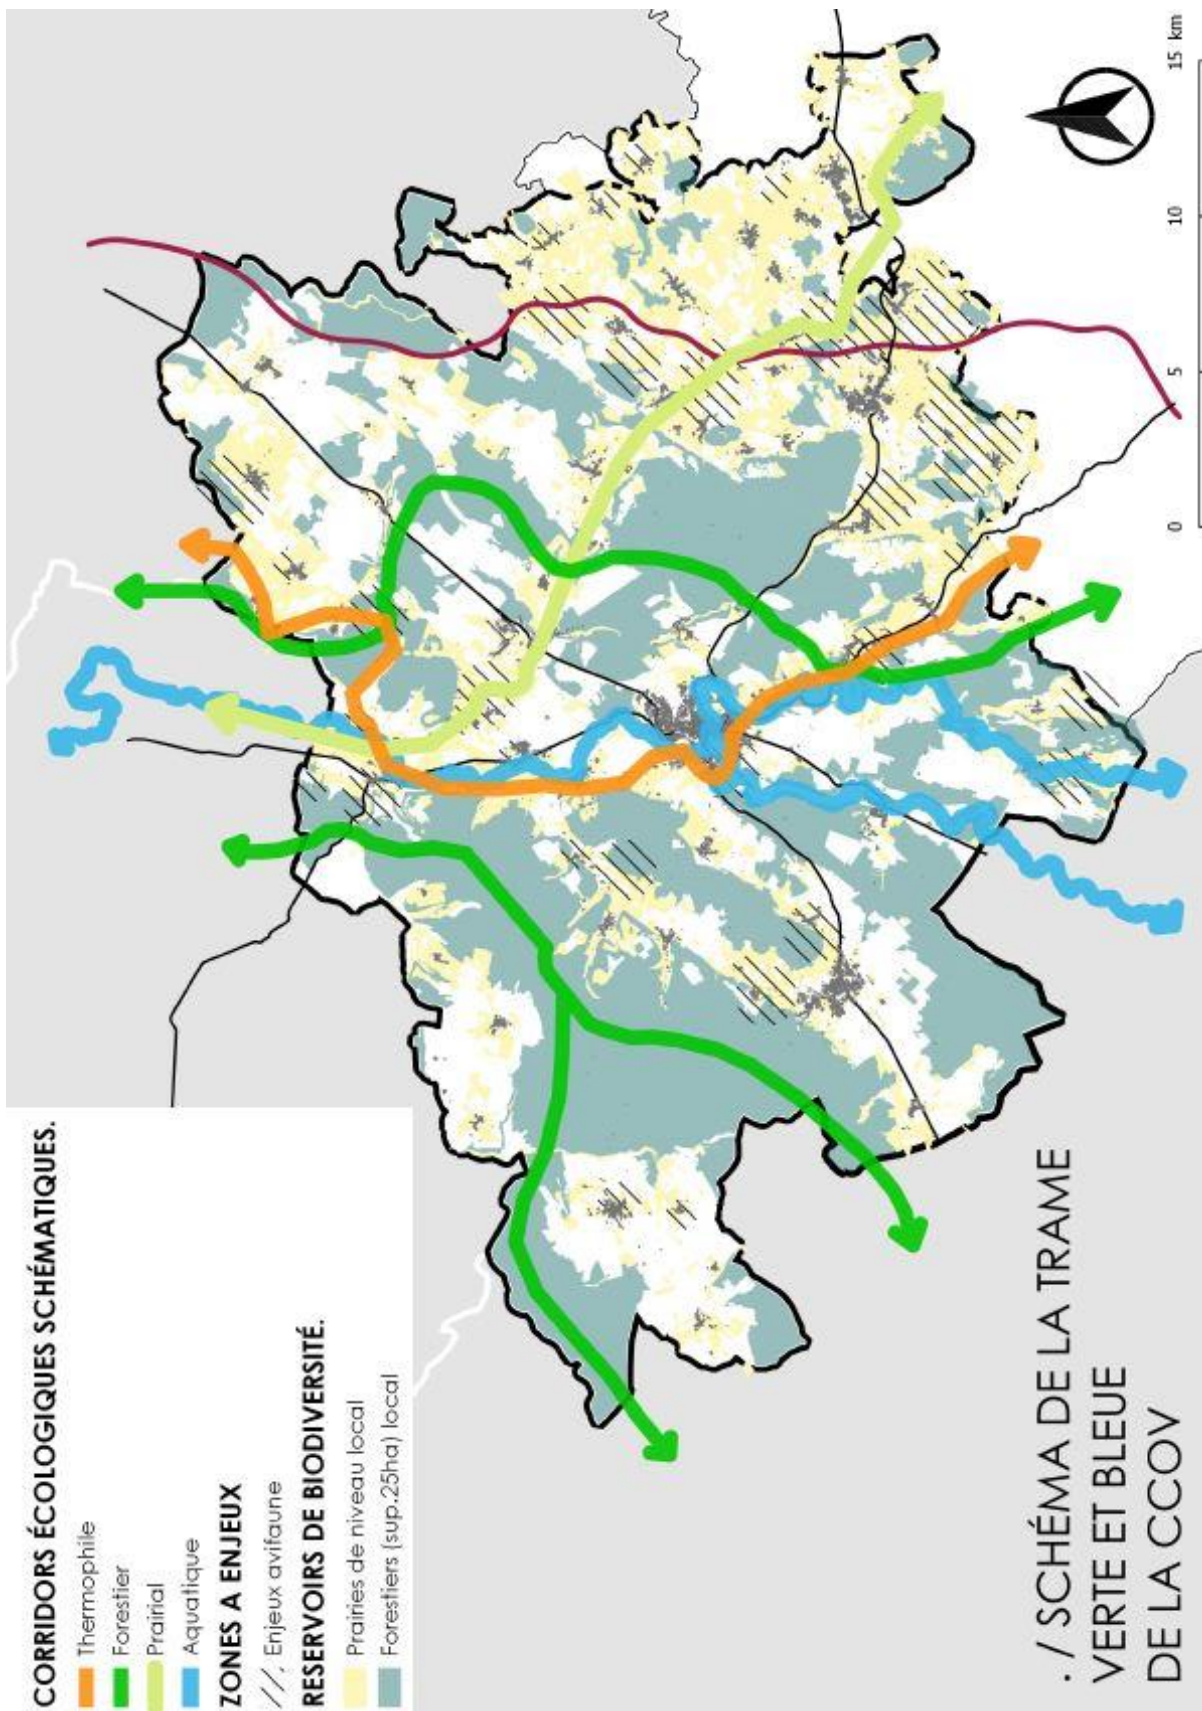 CORRIDORS ÉCOLOGIQUES SCHÉMATIQUES.
Thermophile
Forestier
Prairial
Aquatique
ZONES A ENJEUX
Enjeux avifaune
RESERVOIRS DE BIODIVERSITÉ.
Prairies de niveau local
Forestiers (sup.25ha) local
./ SCHÉMA DE LA TRAME
VERTE ET BLEUE
DE LA CCOV
0 5 10 15 km